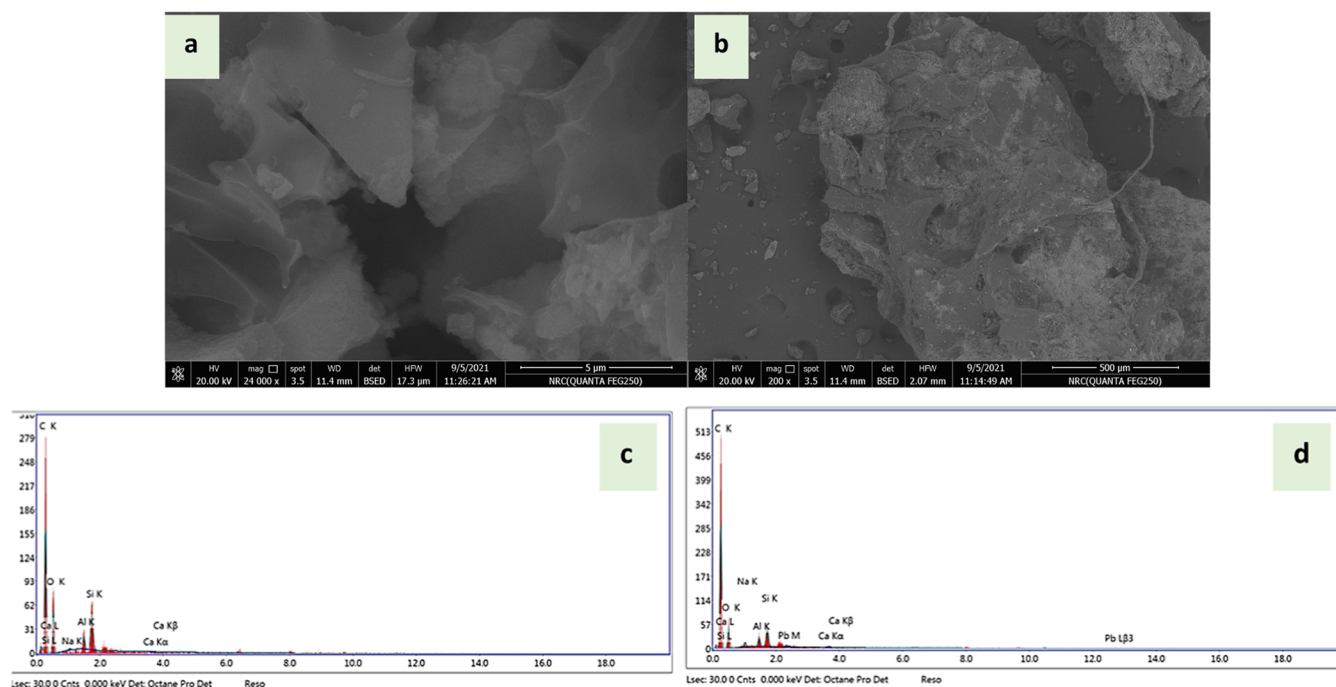 a
b
HV mag □ spot WD det HFW 9/5/2021 5 µm
20.00 kV 24 000 x 3.5 11.4 mm BSED 17.3 µm 11:26:21 AM NRC(QUANTA FEG250)
HV mag □ spot WD det HFW 9/5/2021 500 µm
20.00 kV 200 x 3.5 11.4 mm BSED 2.07 mm 11:14:49 AM NRC(QUANTA FEG250)
c
279
248
217
186
155
124
93
62
31
0
C K
O K
Si K
Ca L
Al K
Ca Kβ
Si L
Na K
Ca Kα
0.0 2.0 4.0 6.0 8.0 10.0 12.0 14.0 16.0 18.0
Lsec: 30.0 0 Cnts 0.000 keV Det: Octane Pro Det Reso
d
513
456
399
342
285
228
171
114
57
0
C K
Na K
Si K
O K
Ca L
Al K
Ca Kβ
Si L
Pb M
Ca Kα
Pb Lβ3
0.0 2.0 4.0 6.0 8.0 10.0 12.0 14.0 16.0 18.0
Lsec: 30.0 0 Cnts 0.000 keV Det: Octane Pro Det Reso